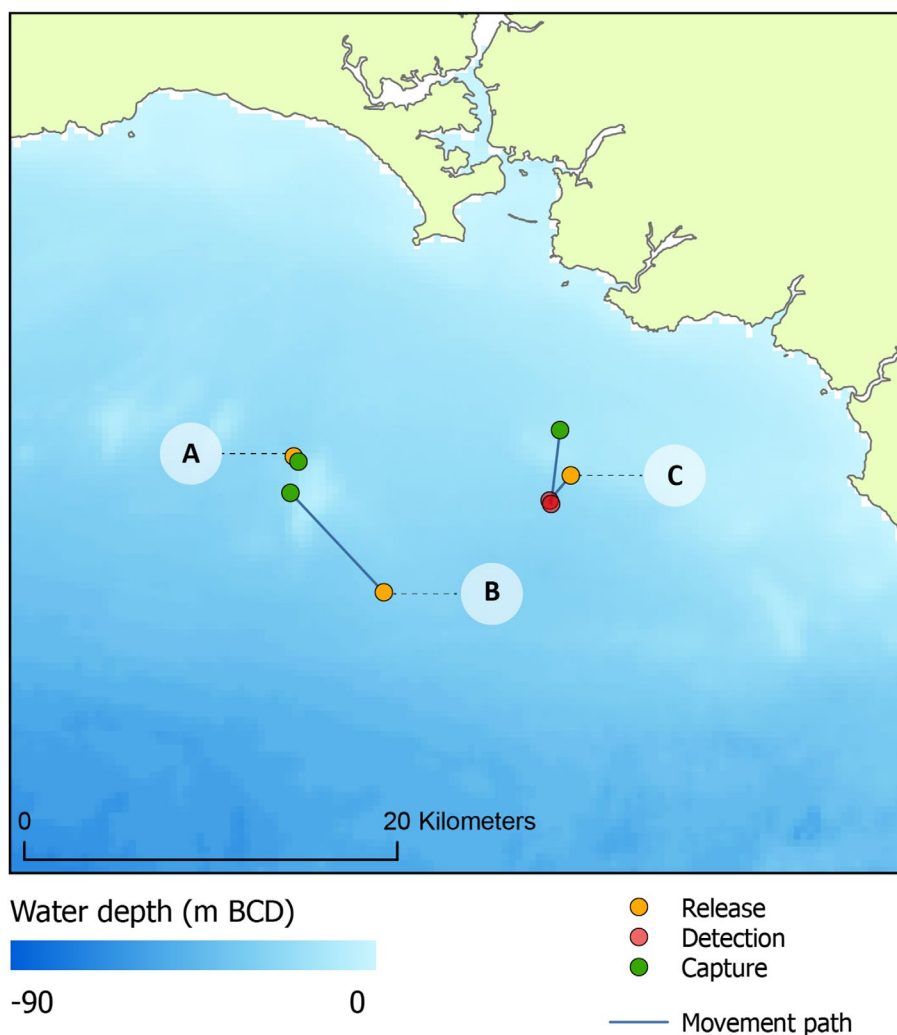 A
C
B
0 20 Kilometers
Water depth (m BCD)
-90 0
Release
Detection
Capture
Movement path